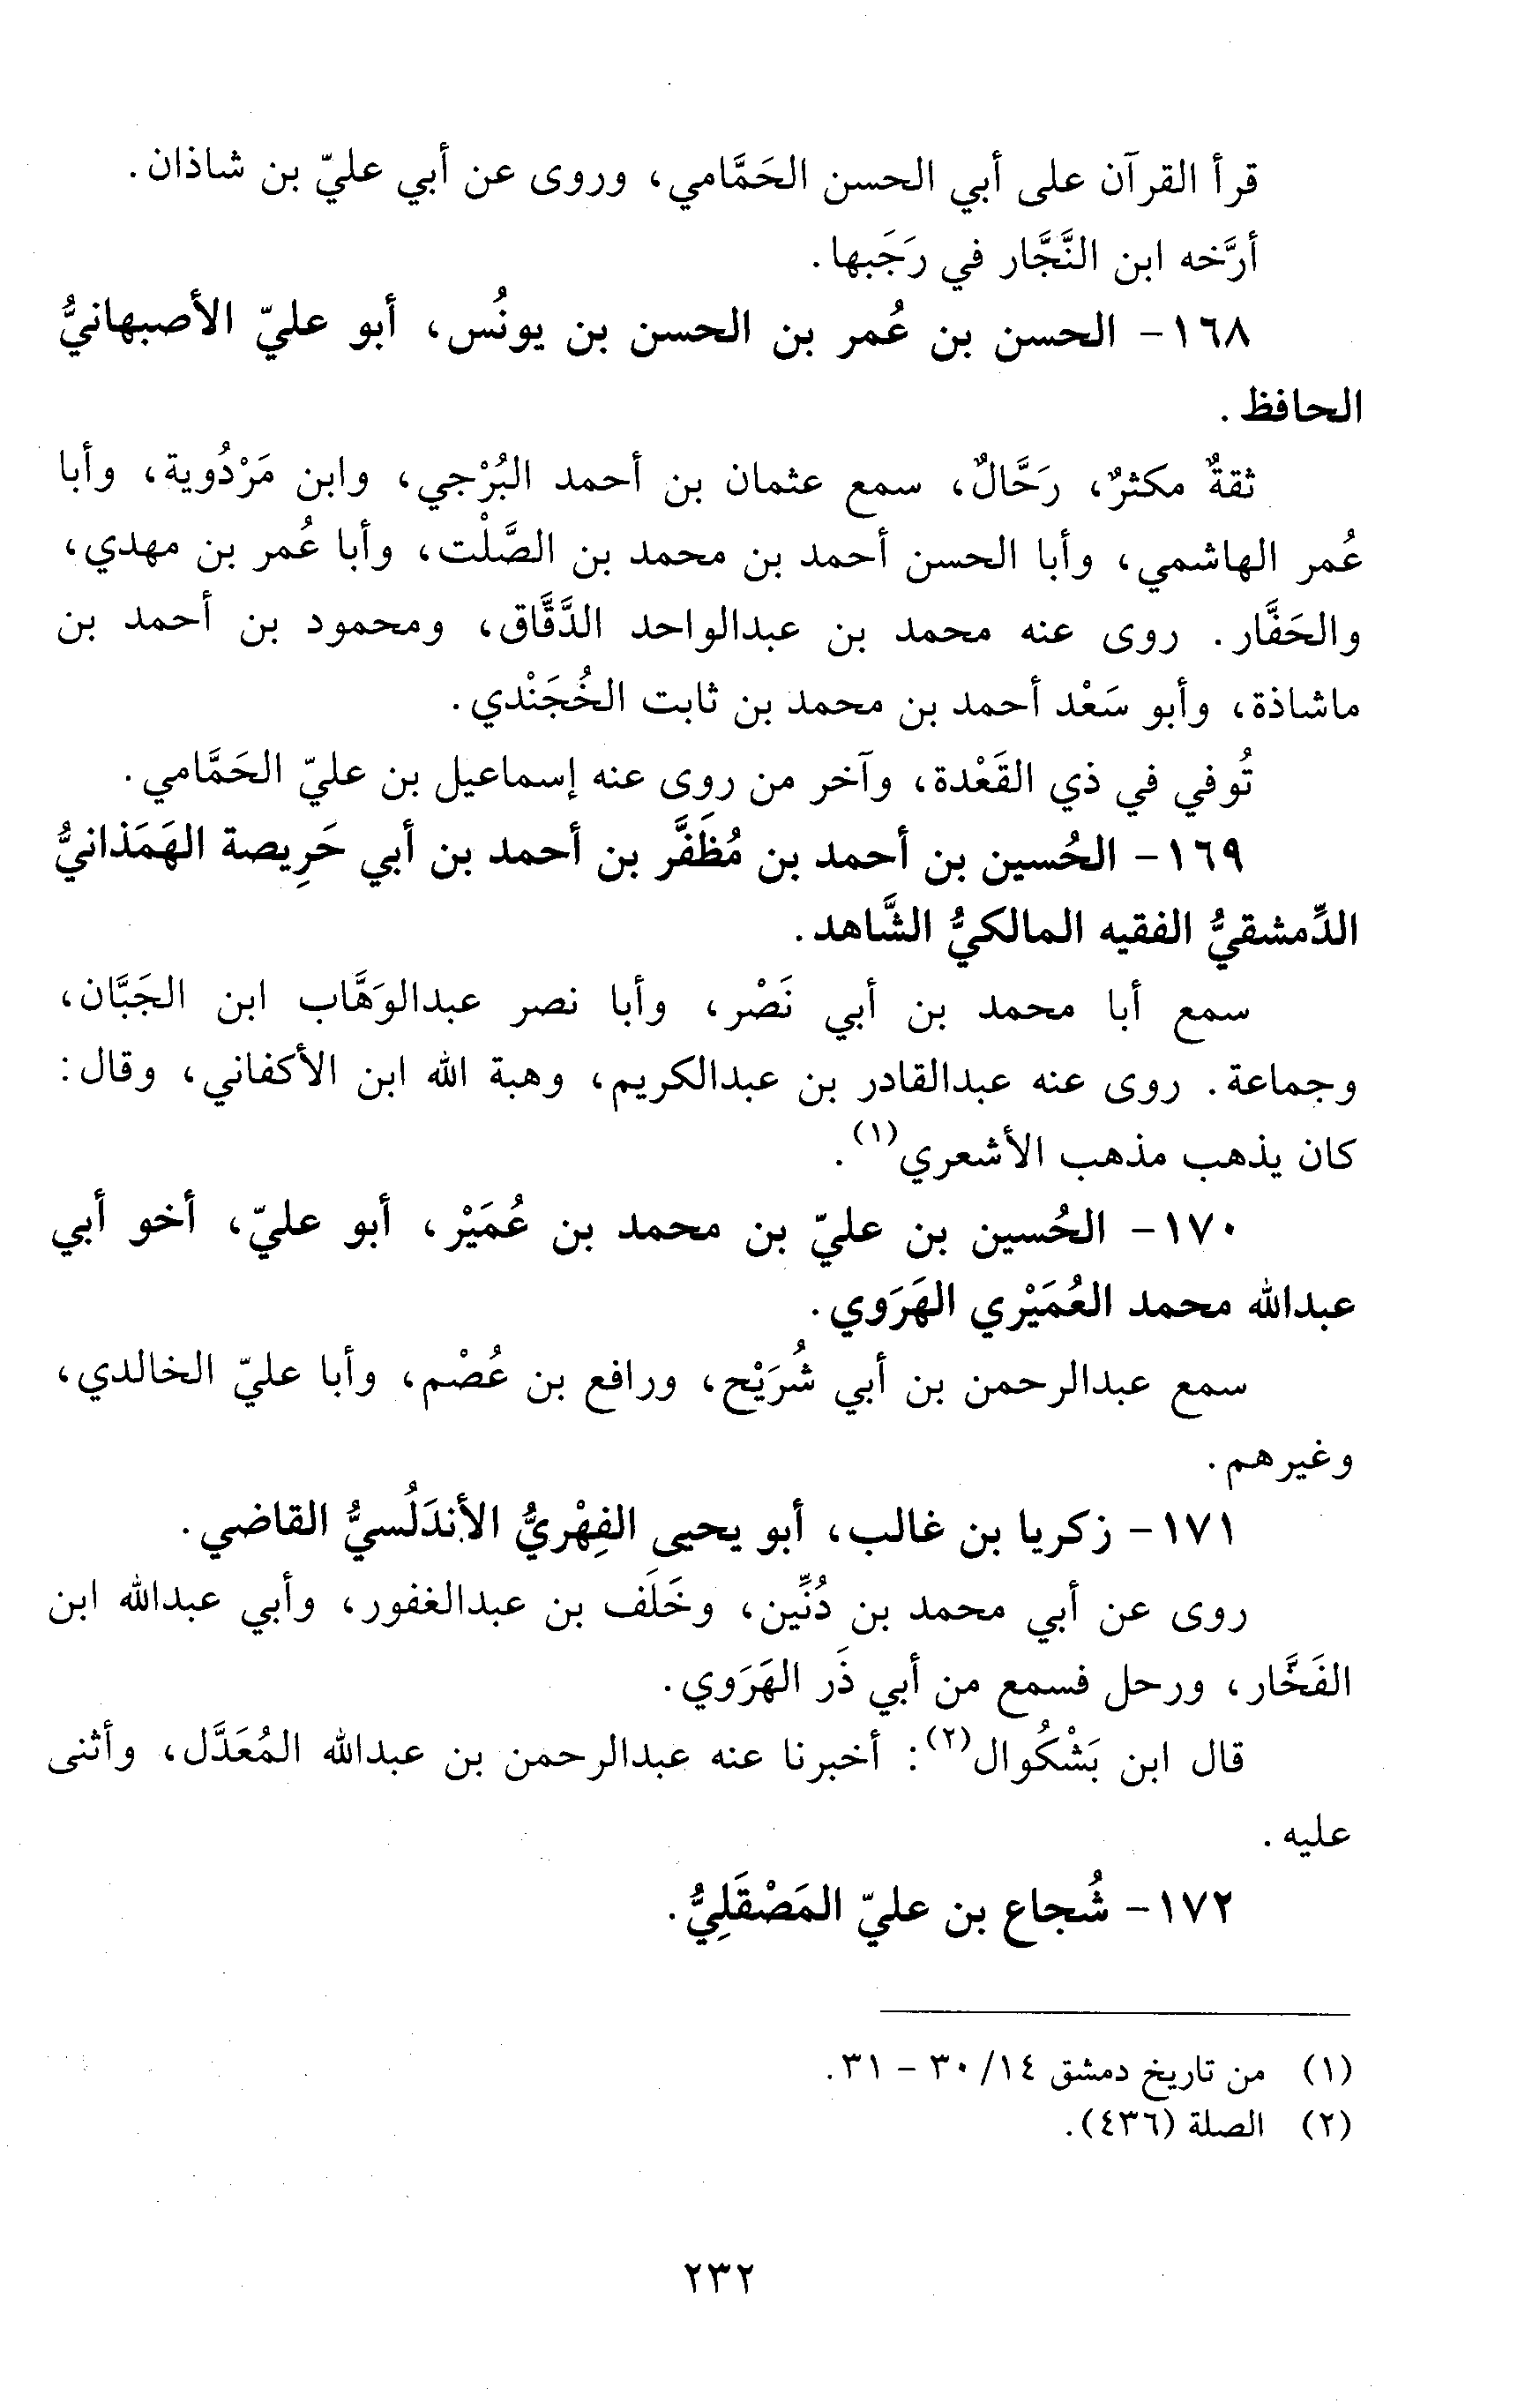 قرأ القرآن على أبي الحسن الحَمَّامي، وروى عن أبي عليّ بن شاذان.
أرَّخه ابن النَّجَّار في رَجَبها.
١٦٨- الحسن بن عُمر بن الحسن بن يونُس، أبو عليّ الأصبهانيُّ
الحافظ.
ثقةٌ مكثرٌ، رَحَّالٌ، سمع عثمان بن أحمد البُرْجي، وابن مَرْدُوية، وأبا
عُمر الهاشمي، وأبا الحسن أحمد بن محمد بن الصَّلْت، وأبا عُمر بن مهدي،
والحَفَّار. روى عنه محمد بن عبدالواحد الدَّقَّاق، ومحمود بن أحمد بن
ماشاذة، وأبو سَعْد أحمد بن محمد بن ثابت الخُجَنْدي.
تُوفي في ذي القَعْدة، وآخر من روى عنه إسماعيل بن عليّ الحَمَّامي.
١٦٩- الحُسين بن أحمد بن مُظَفَّر بن أحمد بن أبي حَرِيصة الهَمَذانيُّ
الدِّمشقيُّ الفقيه المالكيُّ الشَّاهد.
سمع أبا محمد بن أبي نَصْر، وأبا نصر عبدالوَهَّاب ابن الجَبَّان،
وجماعة. روى عنه عبدالقادر بن عبدالكريم، وهبة الله ابن الأكفاني، وقال:
كان يذهب مذهب الأشعري(١).
١٧٠- الحُسين بن عليّ بن محمد بن عُمَيْر، أبو عليّ، أخو أبي
عبدالله محمد العُمَيْري الهَرَوي.
سمع عبدالرحمن بن أبي شُرَيْح، ورافع بن عُصْم، وأبا عليّ الخالدي،
وغيرهم.
١٧١- زكريا بن غالب، أبو يحيى الفِهْريُّ الأندَلُسيُّ القاضي.
روى عن أبي محمد بن دُنِّين، وخَلَف بن عبدالغفور، وأبي عبدالله ابن
الفَخَّار، ورحل فسمع من أبي ذَر الهَرَوي.
قال ابن بَشْكُوال(٢): أخبرنا عنه عبدالرحمن بن عبدالله المُعَدَّل، وأثنى
عليه.
١٧٢- شُجاع بن عليّ المَصْقَلِيُّ.
(١) من تاريخ دمشق ١٤/ ٣٠ - ٣١.
(٢) الصلة (٤٣٦).
٢٣٢